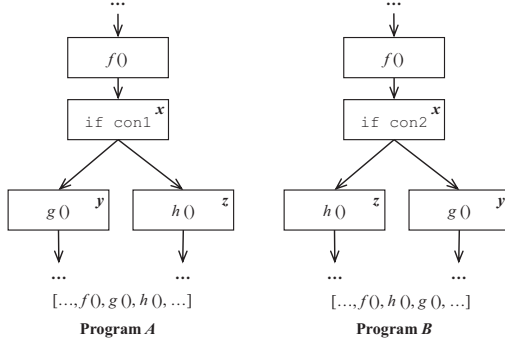 ... ...
f() f()
x x
if con1 if con2
y z z y
g() h() h() g()
... ... ... ...
[..., f(), g(), h(), ...] [..., f(), h(), g(), ...]
Program A Program B